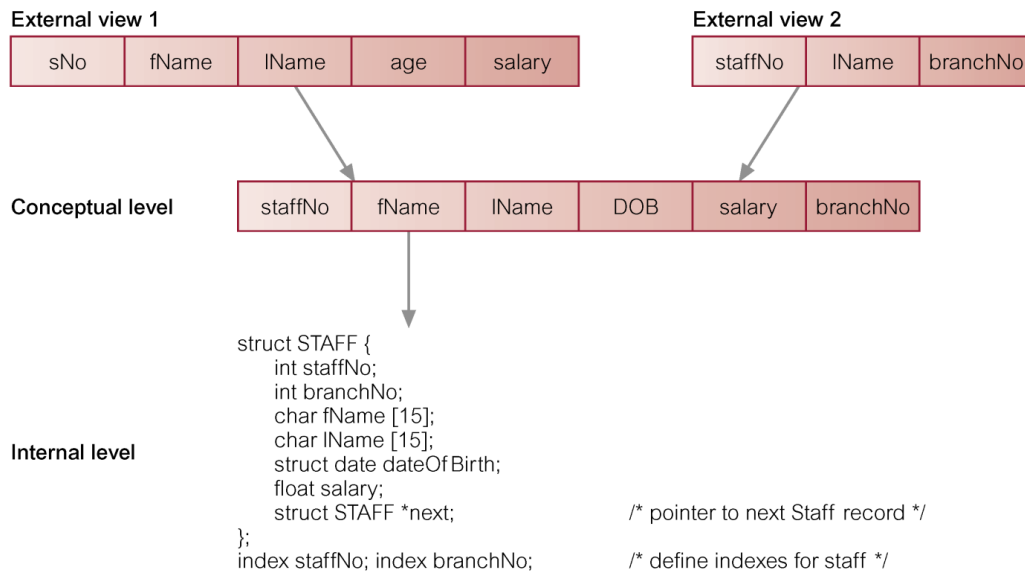 External view 1 External view 2
sNo fName lName age salary staffNo lName branchNo
Conceptual level staffNo fName lName DOB salary branchNo
struct STAFF {
int staffNo;
int branchNo;
char fName [15];
char lName [15];
Internal level
struct date dateOfBirth;
float salary;
struct STAFF *next; /* pointer to next Staff record */
};
index staffNo; index branchNo; /* define indexes for staff */